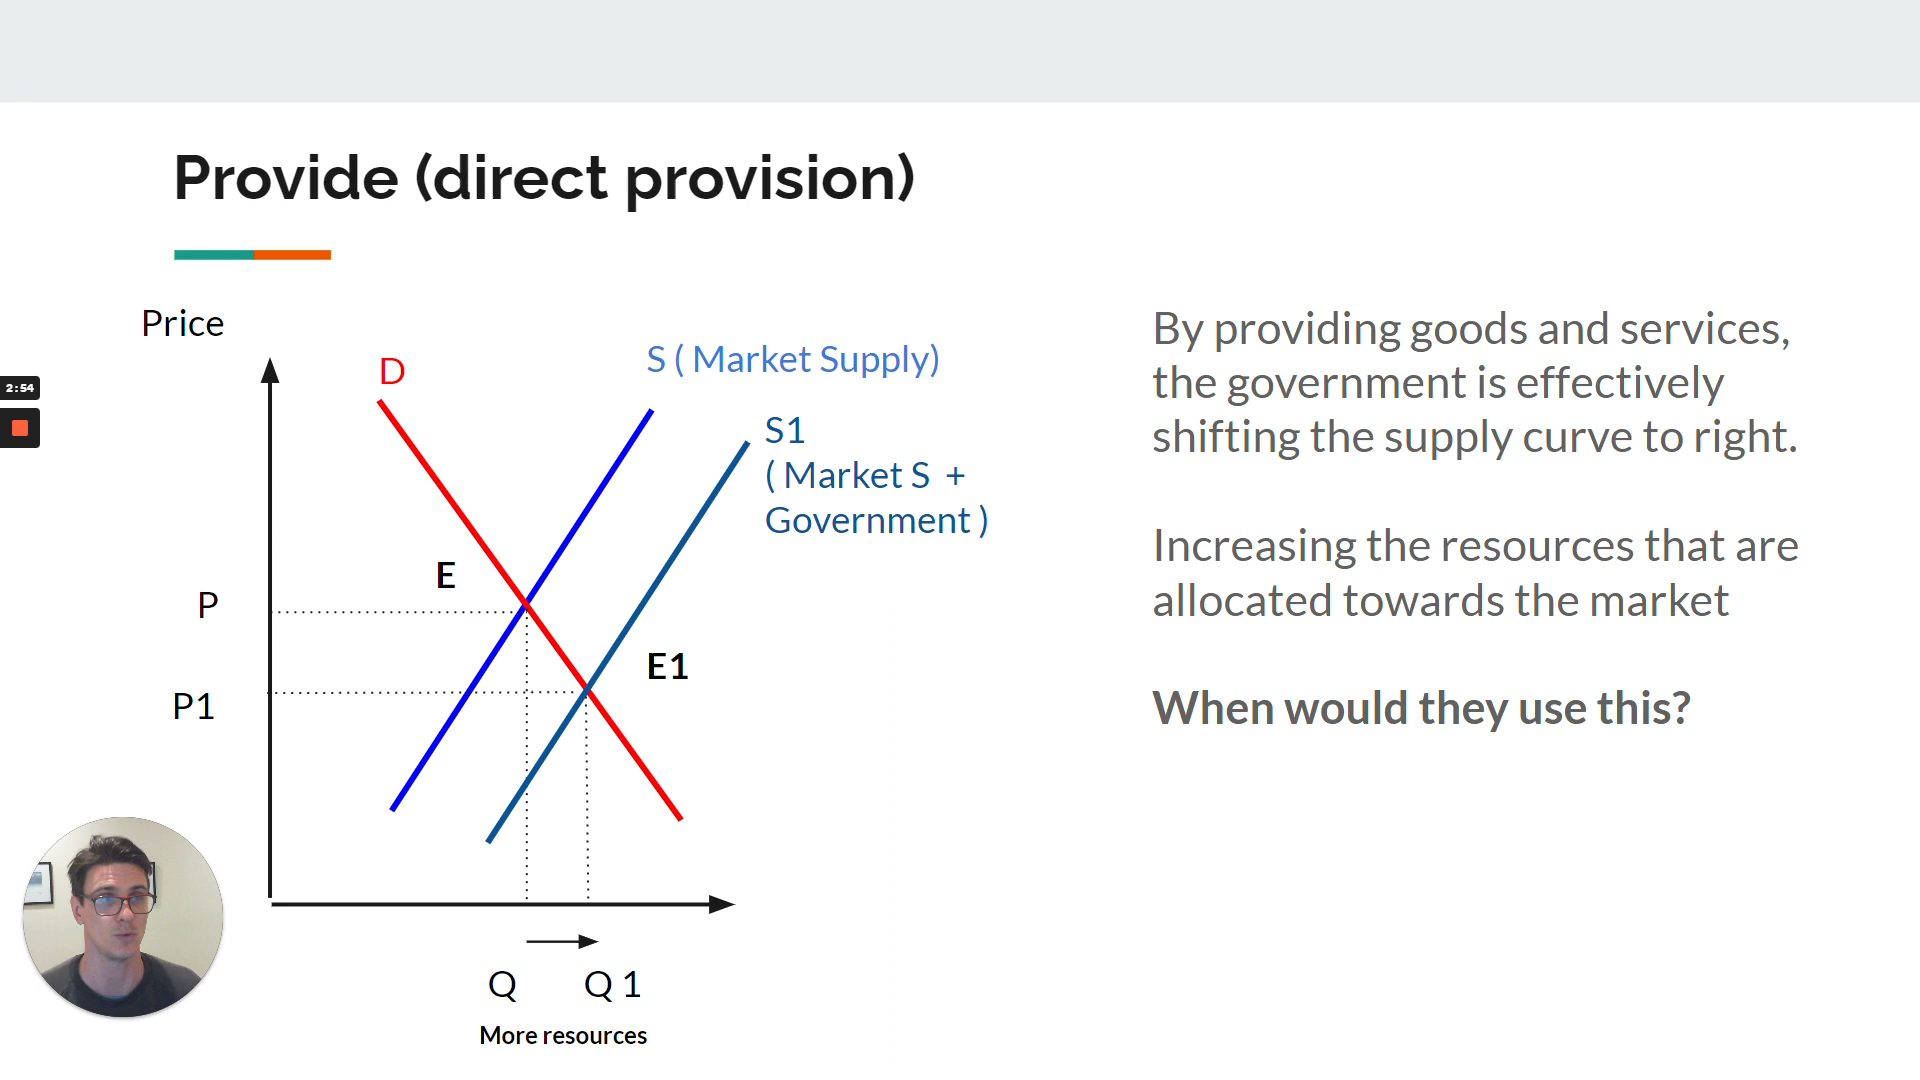 Provide (direct provision)
Price
D
S ( Market Supply)
S1
( Market S +
Government )
E
P
E1
P1
Q
Q 1
More resources
By providing goods and services,
the government is effectively
shifting the supply curve to right.
Increasing the resources that are
allocated towards the market
When would they use this?
2:54